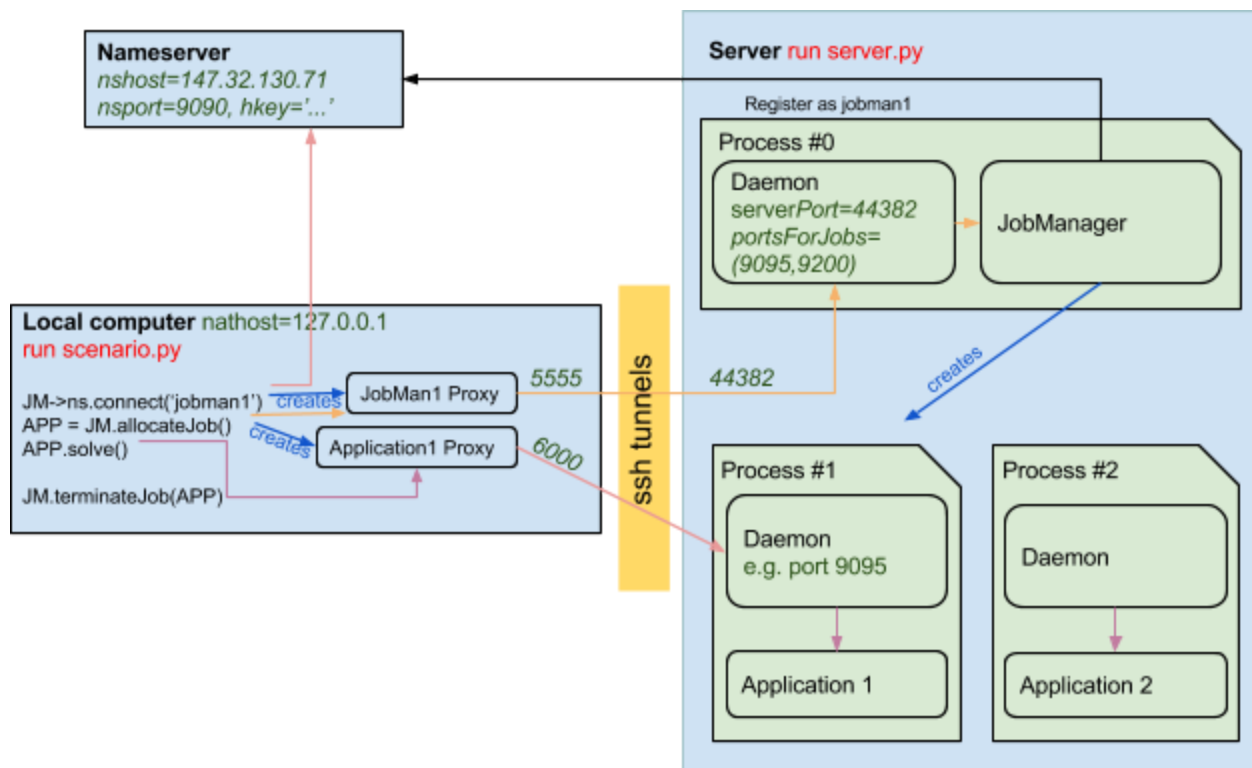 Nameserver
nshost=147.32.130.71
nsport=9090, hkey='...'
Server run server.py
Register as jobman1
Process #0
Daemon
serverPort=44382
portsForJobs=
(9095,9200)
JobManager
Local computer nathost=127.0.0.1
run scenario.py
JM->ns.connect('jobman1')
APP = JM.allocateJob()
APP.solve()
JM.terminateJob(APP)
creates
creates
JobMan1 Proxy
Application1 Proxy
5555
6000
ssh tunnels
44382
creates
Process #1
Daemon
e.g. port 9095
Application 1
Process #2
Daemon
Application 2